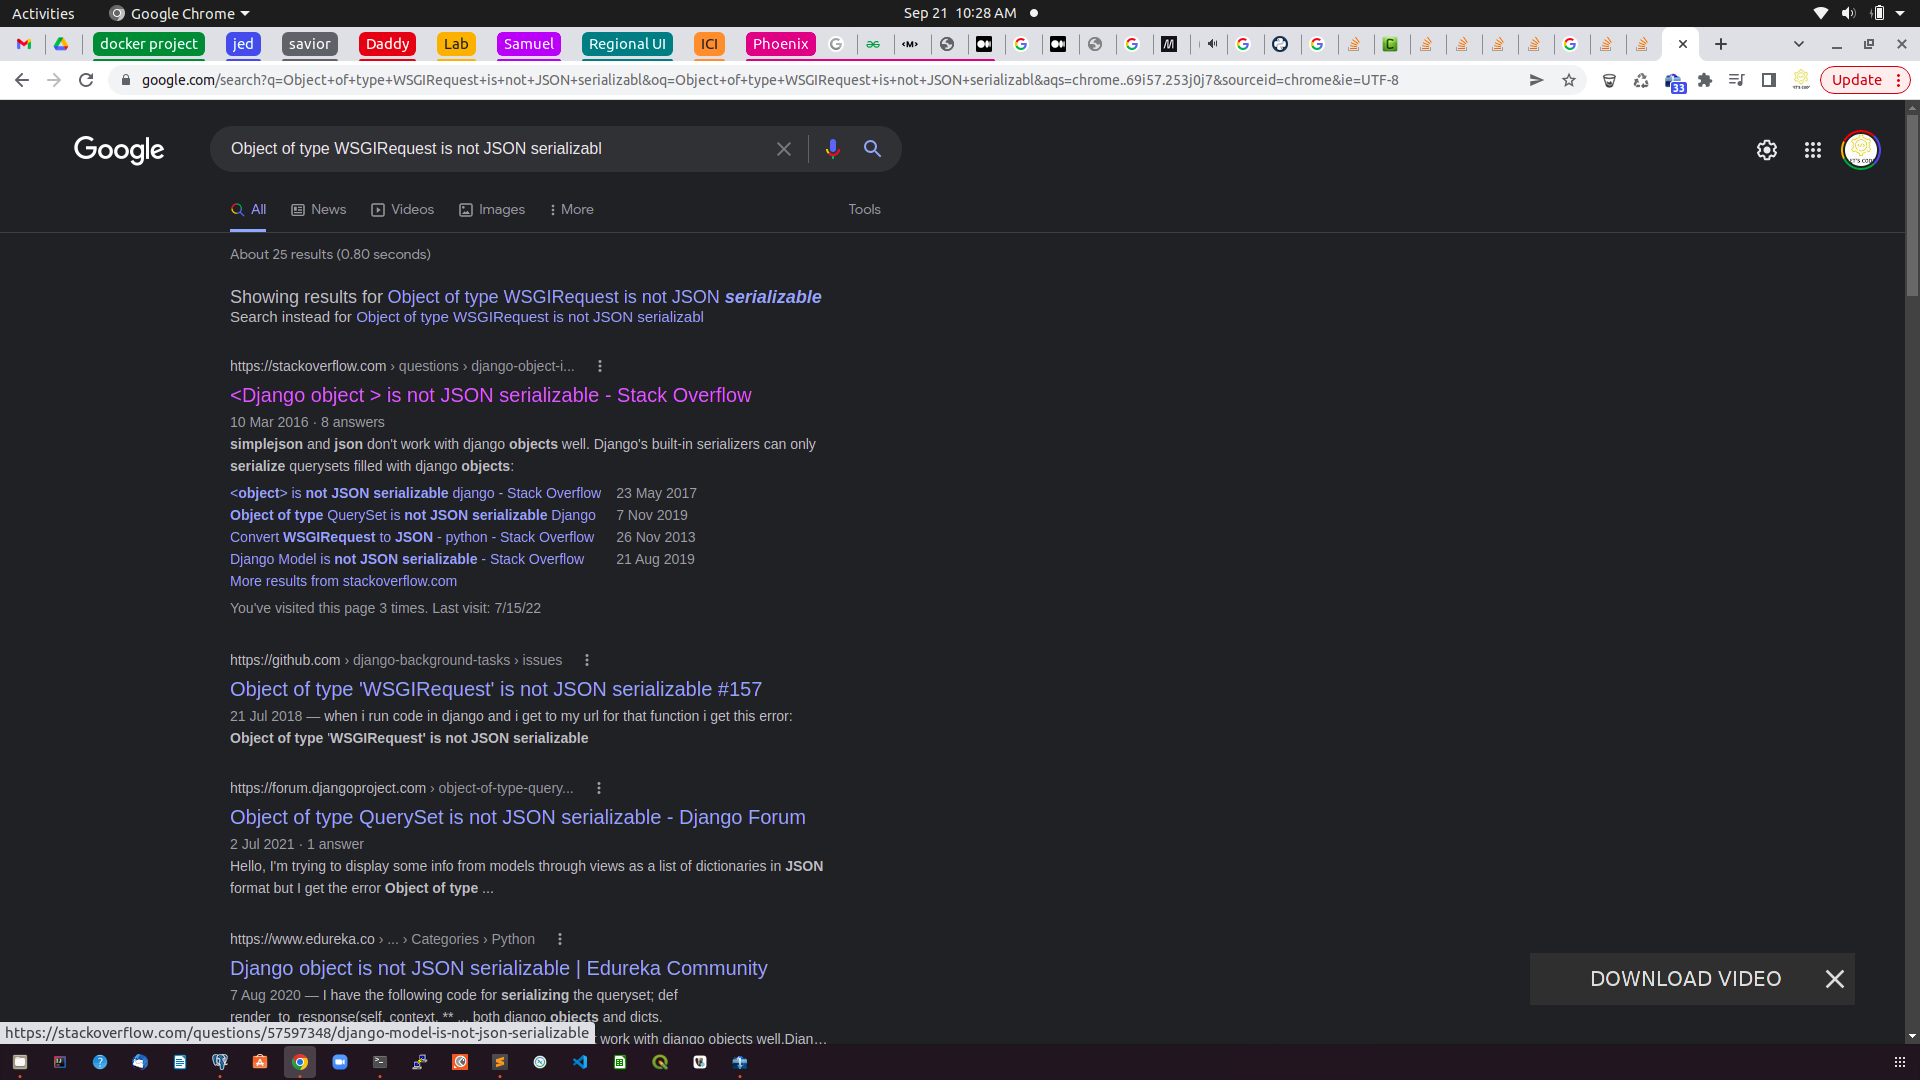 Activities
Google Chrome
Sep 21 10:28 AM
docker project
jed
savior
Daddy
Lab
Samuel
Regional UI
ICI
Phoenix
google.com/search?q=Object+of+type+WSGIRequest+is+not+JSON+serializabl&oq=Object+of+type+WSGIRequest+is+not+JSON+serializabl&aqs=chrome..69i57.253j0j7&sourceid=chrome&ie=UTF-8
33
Update
Google
Object of type WSGIRequest is not JSON serializabl
All
News
Videos
Images
More
Tools
About 25 results (0.80 seconds)
Showing results for Object of type WSGIRequest is not JSON serializable
Search instead for Object of type WSGIRequest is not JSON serializabl
https://stackoverflow.com › questions › django-object-i...
<Django object > is not JSON serializable - Stack Overflow
10 Mar 2016 · 8 answers
simplejson and json don't work with django objects well. Django's built-in serializers can only
serialize querysets filled with django objects:
<object> is not JSON serializable django - Stack Overflow 23 May 2017
Object of type QuerySet is not JSON serializable Django 7 Nov 2019
Convert WSGIRequest to JSON - python - Stack Overflow 26 Nov 2013
Django Model is not JSON serializable - Stack Overflow 21 Aug 2019
More results from stackoverflow.com
You've visited this page 3 times. Last visit: 7/15/22
https://github.com › django-background-tasks › issues
Object of type 'WSGIRequest' is not JSON serializable #157
21 Jul 2018 — when i run code in django and i get to my url for that function i get this error:
Object of type 'WSGIRequest' is not JSON serializable
https://forum.djangoproject.com › object-of-type-query...
Object of type QuerySet is not JSON serializable - Django Forum
2 Jul 2021 · 1 answer
Hello, I'm trying to display some info from models through views as a list of dictionaries in JSON
format but I get the error Object of type ...
https://www.edureka.co › ... › Categories › Python
Django object is not JSON serializable | Edureka Community
7 Aug 2020 — I have the following code for serializing the queryset; def
render_to_response(self, context, ** ... both django objects and dicts.
work with django objects well.Djan...
DOWNLOAD VIDEO
https://stackoverflow.com/questions/57597348/django-model-is-not-json-serializable